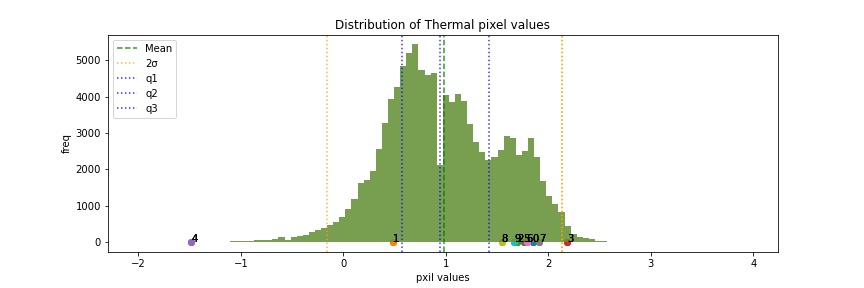 Distribution of Thermal pixel values
Mean
2σ
q1
q2
q3
5000
4000
3000
2000
1000
0
freq
4
1
8
3
−2
−1
0
1
2
3
4
pxil values